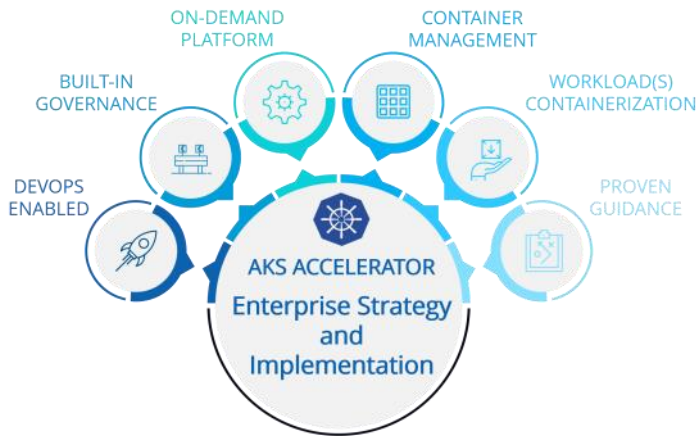 ON-DEMAND
PLATFORM
CONTAINER
MANAGEMENT
BUILT-IN
GOVERNANCE
WORKLOAD(S)
CONTAINERIZATION
DEVOPS
ENABLED
PROVEN
GUIDANCE
AKS ACCELERATOR
Enterprise Strategy
and
Implementation